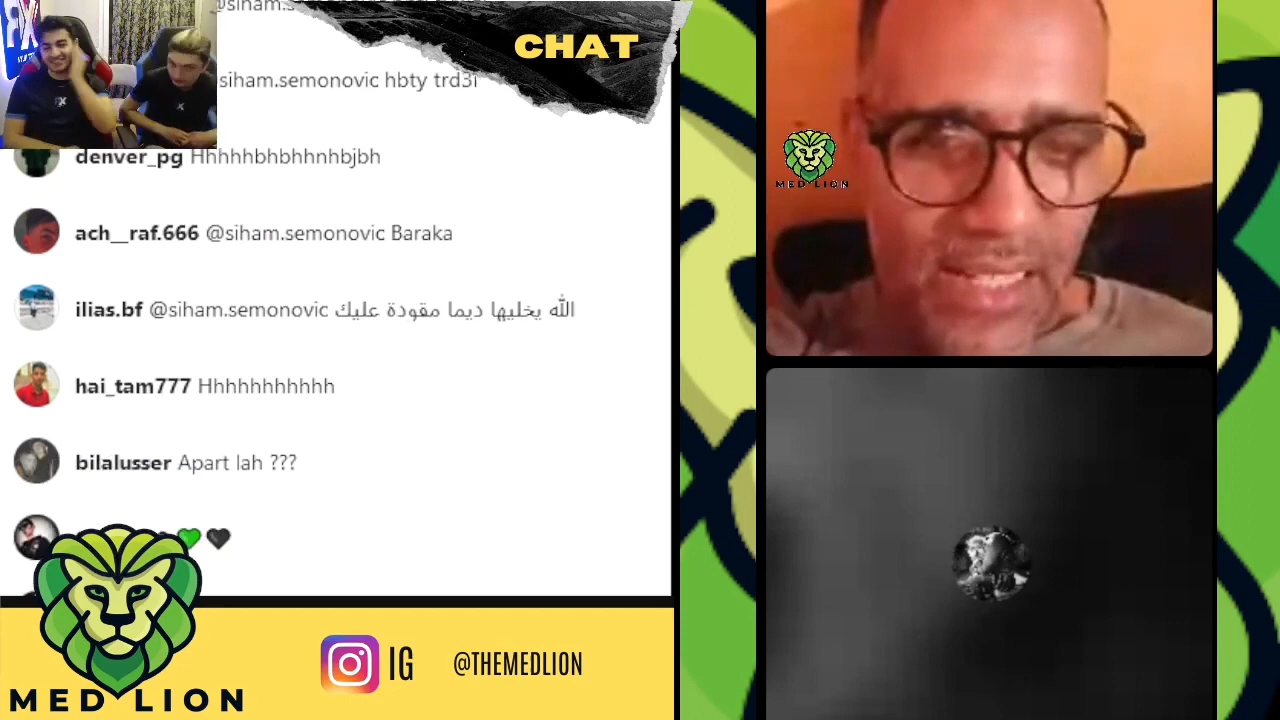 @siham.s
CHAT
siham.semonovic hbty trd3i
denver_pg Hhhhhbhbhhnhbjbh
ach__raf.666 @siham.semonovic Baraka
ilias.bf @siham.semonovic الله يخليها ديما مقودة عليك
hai_tam777 Hhhhhhhhhhh
bilalusser Apart lah ???
MED LION
IG @THEMEDLION
MED LION